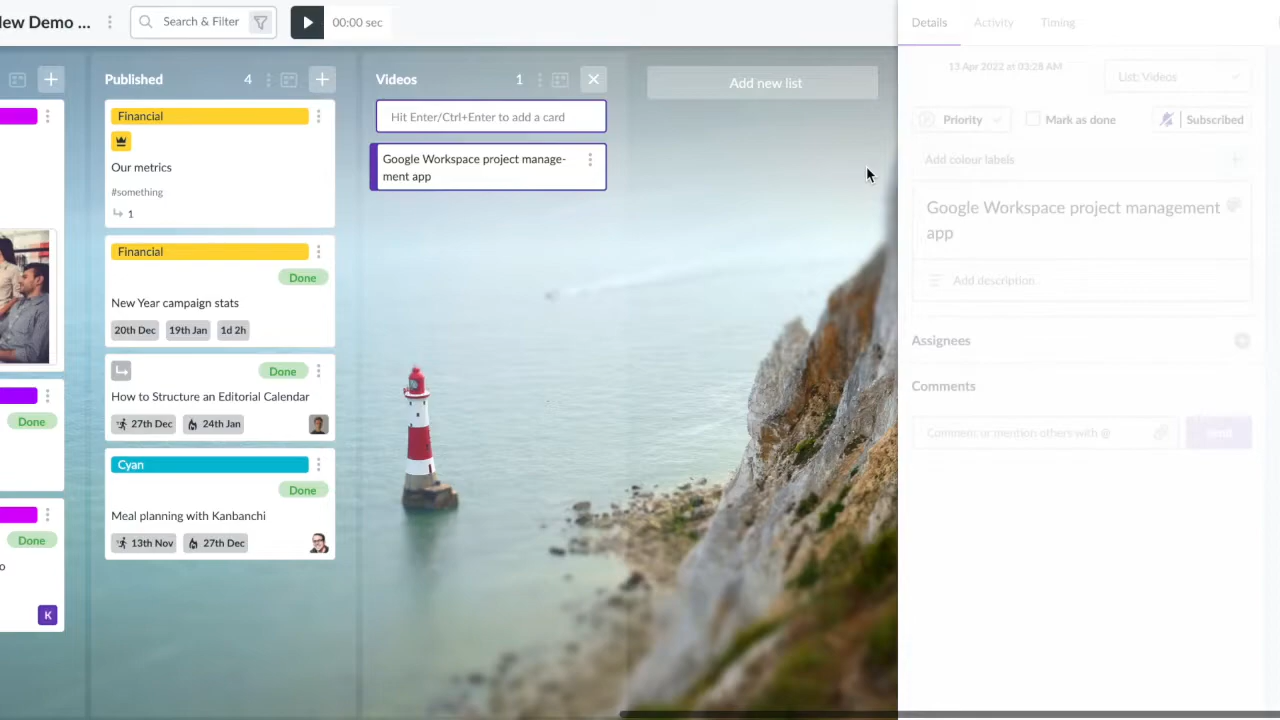 New Demo ...
Search & Filter
00:00 sec
Done
Done
K
Published
4
Financial
Our metrics
#something
1
Financial
Done
New Year campaign stats
20th Dec
19th Jan
1d 2h
Done
How to Structure an Editorial Calendar
27th Dec
24th Jan
Cyan
Done
Meal planning with Kanbanchi
13th Nov
27th Dec
Videos
1
Hit Enter/Ctrl+Enter to add a card
Google Workspace project manage-
ment app
Add new list
Details
Activity
Timing
13 Apr 2022 at 03:28 AM
List: Videos
Priority
Mark as done
Subscribed
Add colour labels
Google Workspace project management
app
Add description
Assignees
Comments
Comment or mention others with @
Send